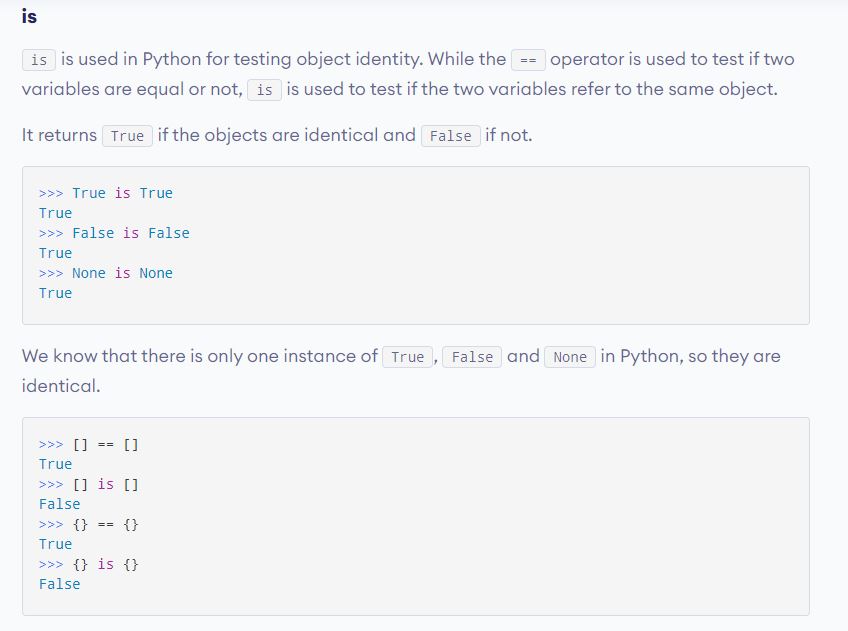 is
is is used in Python for testing object identity. While the == operator is used to test if two
variables are equal or not, is is used to test if the two variables refer to the same object.
It returns True if the objects are identical and False if not.
>>> True is True
True
>>> False is False
True
>>> None is None
True
We know that there is only one instance of True, False and None in Python, so they are
identical.
>>> [] == []
True
>>> [] is []
False
>>> {} == {}
True
>>> {} is {}
False